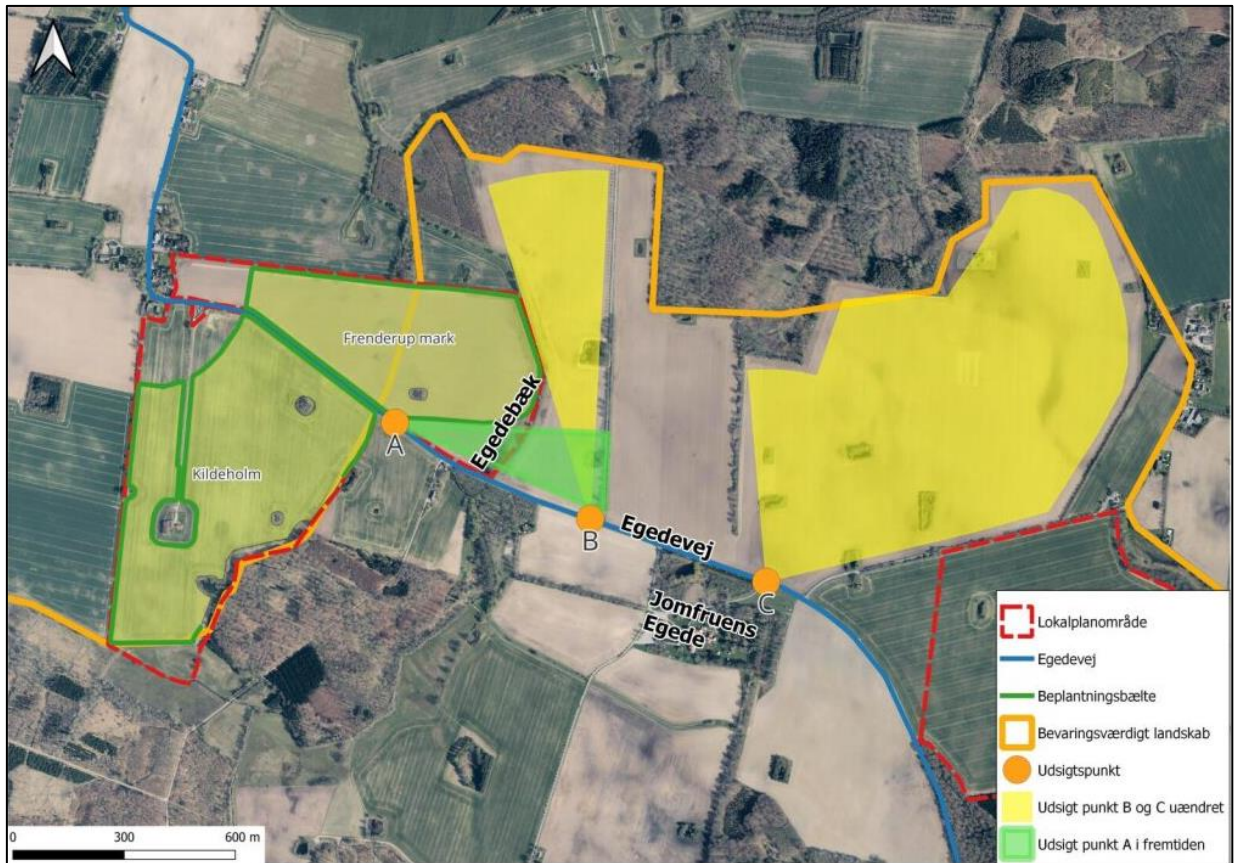 Frenderup mark
Egedebæk
A
Kildeholm
B
Egedevej
C
Jomfruens
Egede
Lokalplanområde
Egedevej
Beplantningsbælte
Bevaringsværdigt landskab
Udsigtspunkt
Udsigt punkt B og C uændret
Udsigt punkt A i fremtiden
0 300 600 m